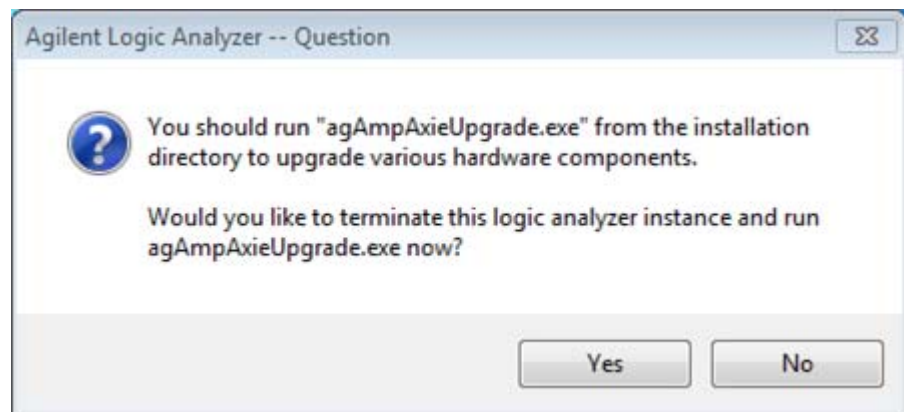 Agilent Logic Analyzer -- Question
You should run "agAmpAxieUpgrade.exe" from the installation
directory to upgrade various hardware components.
Would you like to terminate this logic analyzer instance and run
agAmpAxieUpgrade.exe now?
Yes
No